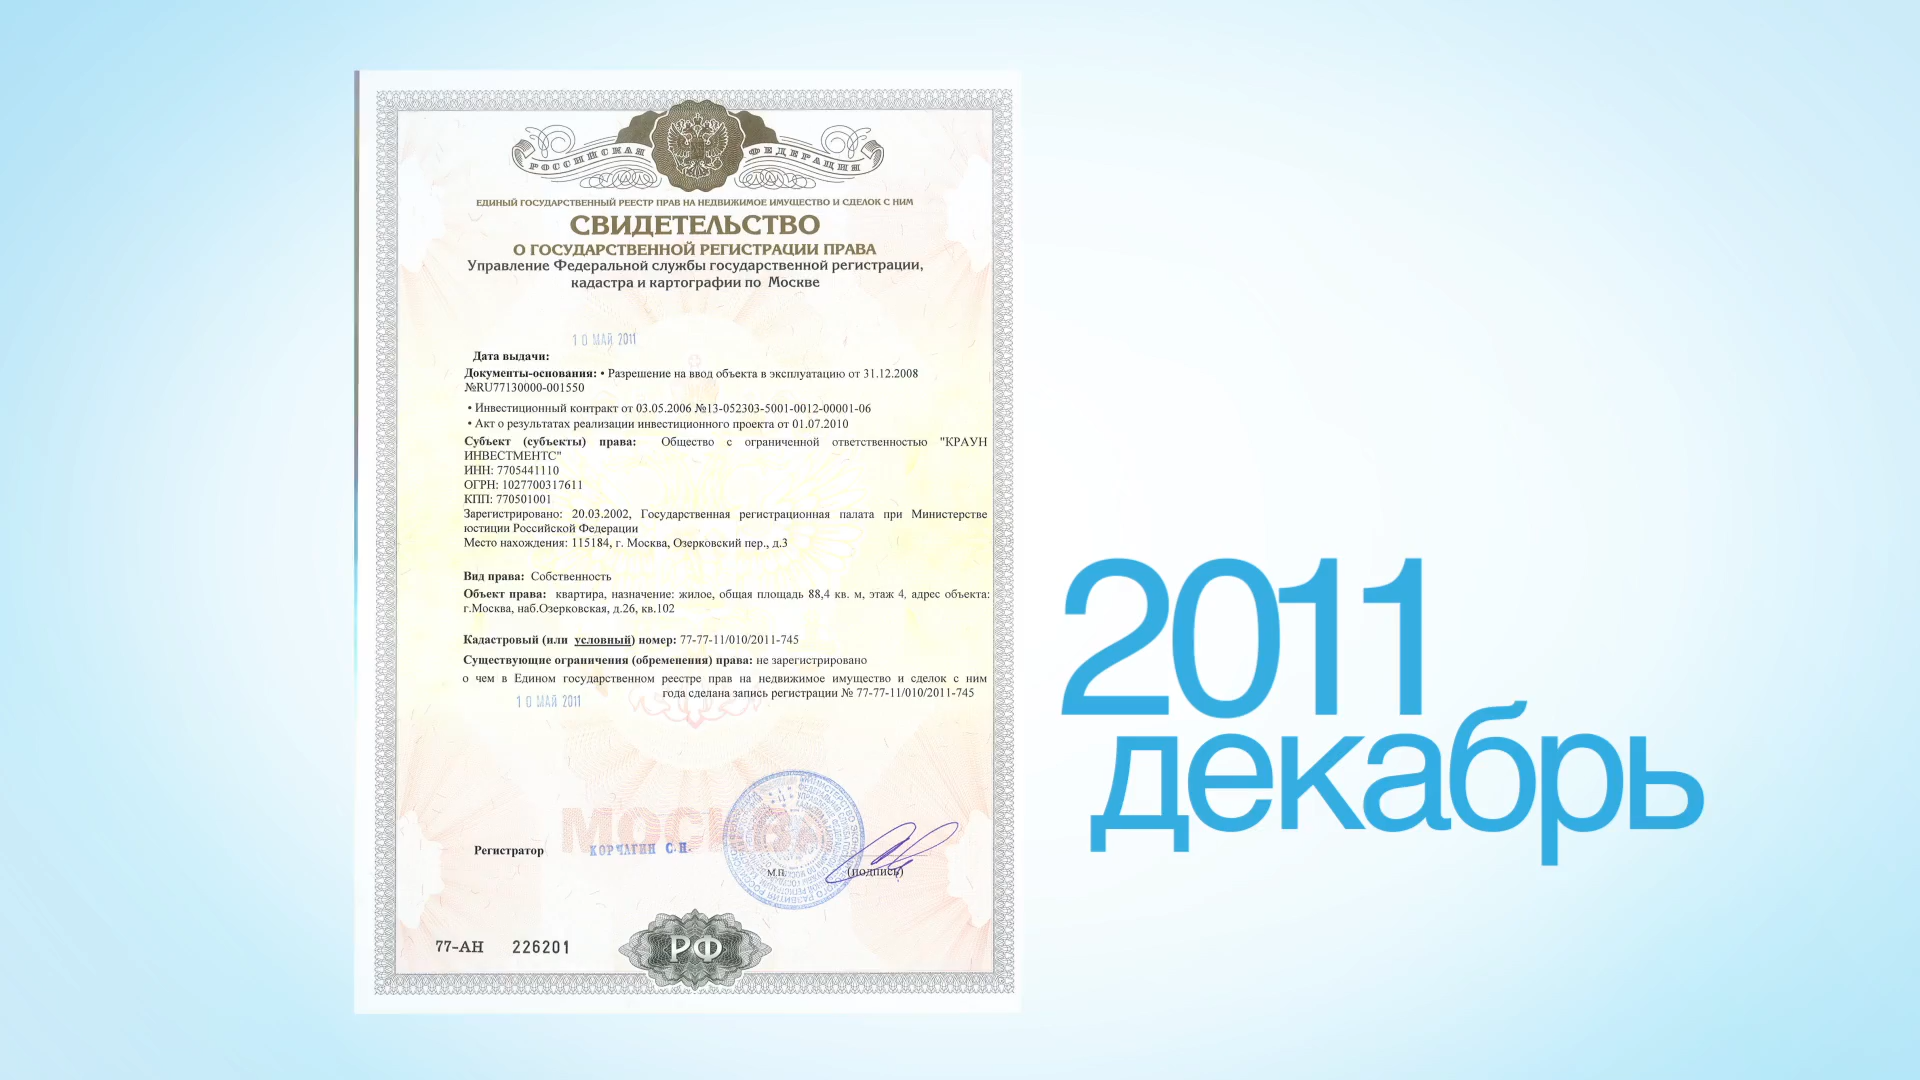 РОССИЙСКАЯ ФЕДЕРАЦИЯ
ЕДИНЫЙ ГОСУДАРСТВЕННЫЙ РЕЕСТР ПРАВ НА НЕДВИЖИМОЕ ИМУЩЕСТВО И СДЕЛОК С НИМ
СВИДЕТЕЛЬСТВО
О ГОСУДАРСТВЕННОЙ РЕГИСТРАЦИИ ПРАВА
Управление Федеральной службы государственной регистрации,
кадастра и картографии по Москве
10 МАЙ 2011
Дата выдачи:
Документы-основания: • Разрешение на ввод объекта в эксплуатацию от 31.12.2008
№RU77130000-001550
• Инвестиционный контракт от 03.05.2006 №13-052303-5001-0012-00001-06
• Акт о результатах реализации инвестиционного проекта от 01.07.2010
Субъект (субъекты) права: Общество с ограниченной ответственностью "КРАУН
ИНВЕСТМЕНТС"
ИНН: 7705441110
ОГРН: 1027700317611
КПП: 770501001
Зарегистрировано: 20.03.2002, Государственная регистрационная палата при Министерстве
юстиции Российской Федерации
Место нахождения: 115184, г. Москва, Озерковский пер., д.3
Вид права: Собственность
Объект права: квартира, назначение: жилое, общая площадь 88,4 кв. м, этаж 4, адрес объекта:
г.Москва, наб.Озерковская, д.26, кв.102
Кадастровый (или условный) номер: 77-77-11/010/2011-745
Существующие ограничения (обременения) права: не зарегистрировано
о чем в Едином государственном реестре прав на недвижимое имущество и сделок с ним
10 МАЙ 2011 года сделана запись регистрации № 77-77-11/010/2011-745
МОСКВА
Регистратор КОРЧАГИН С.Н.
м.п. (подпись)
77-АН 226201
РФ
2011
декабрь